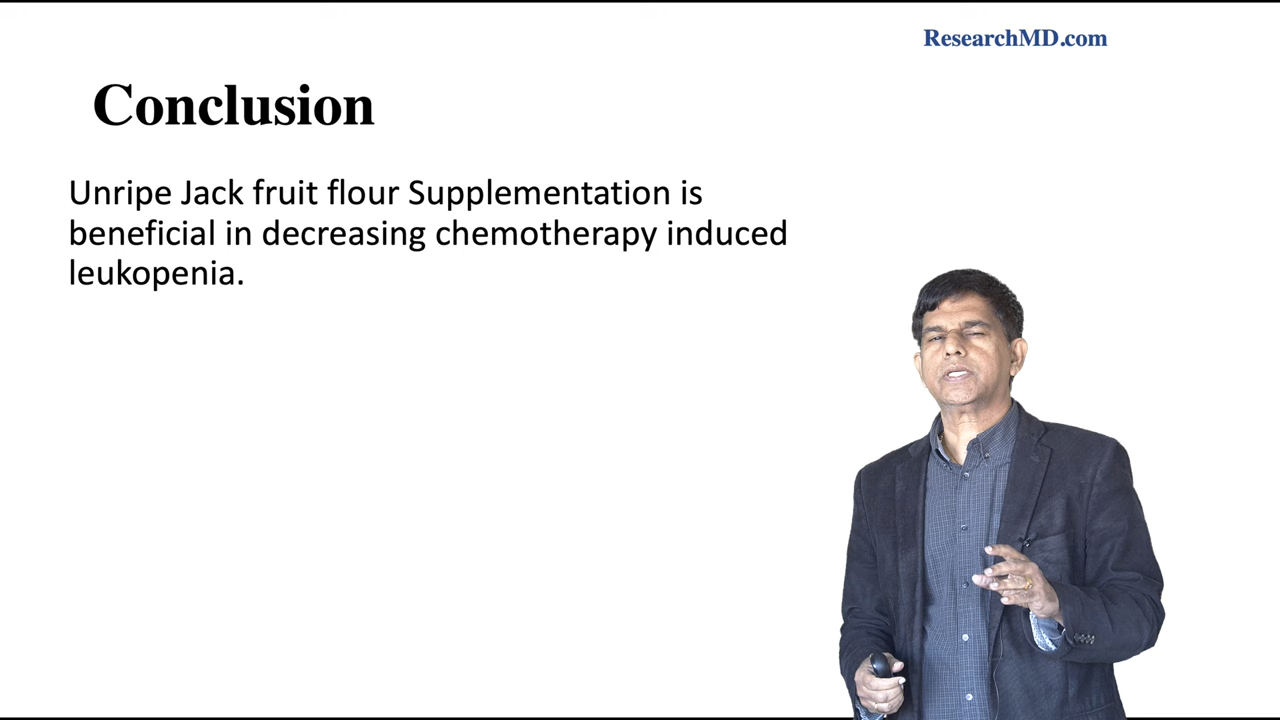 ResearchMD.com
Conclusion
Unripe Jack fruit flour Supplementation is
beneficial in decreasing chemotherapy induced
leukopenia.